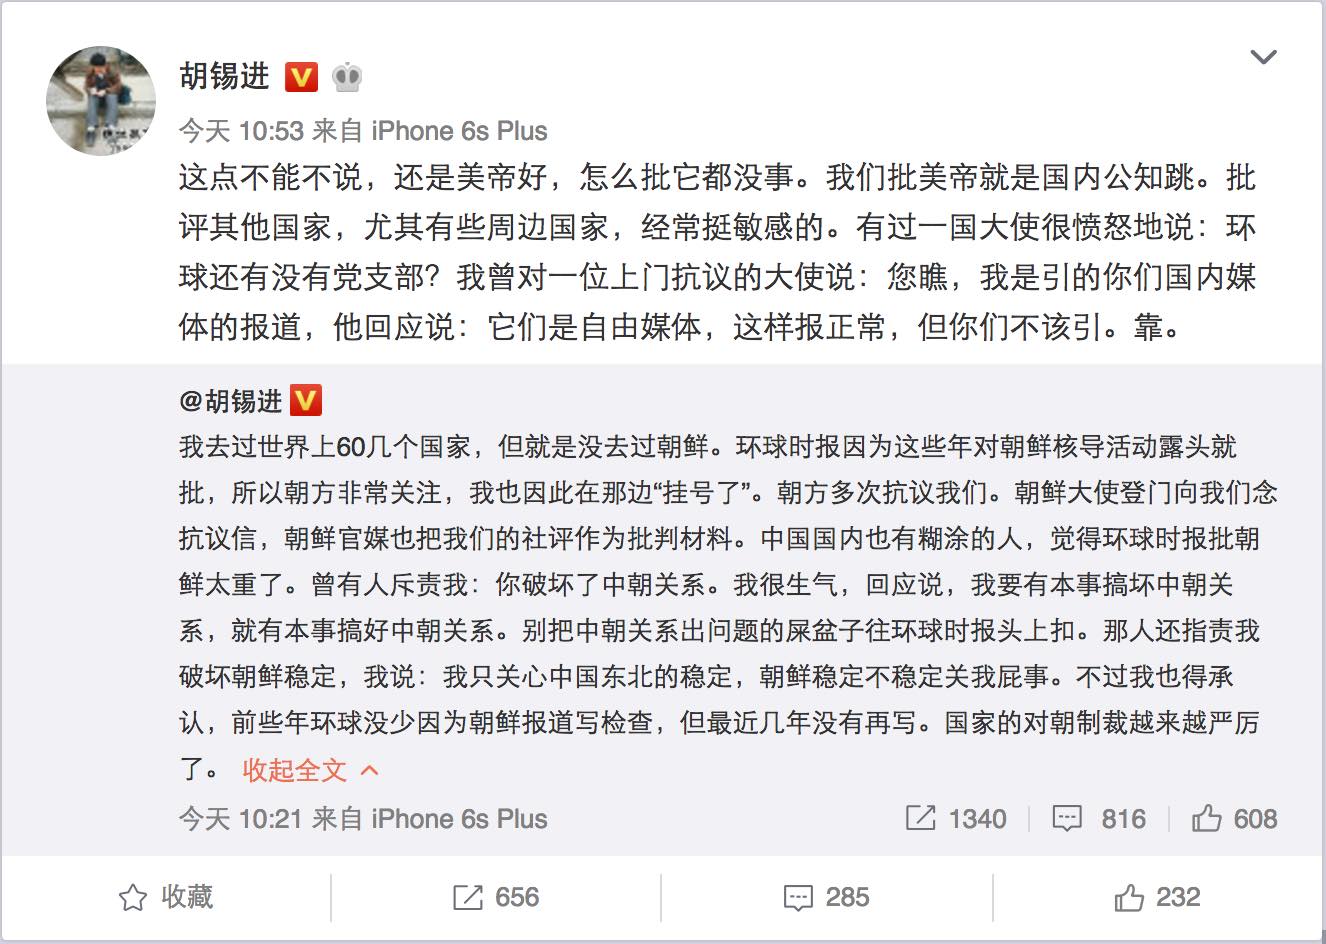 胡锡进 V
今天 10:53 来自 iPhone 6s Plus
这点不能不说，还是美帝好，怎么批它都没事。我们批美帝就是国内公知跳。批
评其他国家，尤其有些周边国家，经常挺敏感的。有过一国大使很愤怒地说：环
球还有没有党支部？我曾对一位上门抗议的大使说：您瞧，我是引的你们国内媒
体的报道，他回应说：它们是自由媒体，这样报正常，但你们不该引。靠。
@胡锡进 V
我去过世界上60几个国家，但就是没去过朝鲜。环球时报因为这些年对朝鲜核导活动露头就
批，所以朝方非常关注，我也因此在那边“挂号了”。朝方多次抗议我们。朝鲜大使登门向我们念
抗议信，朝鲜官媒也把我们的社评作为批判材料。中国国内也有糊涂的人，觉得环球时报批朝
鲜太重了。曾有人斥责我：你破坏了中朝关系。我很生气，回应说，我要有本事搞坏中朝关
系，就有本事搞好中朝关系。别把中朝关系出问题的屎盆子往环球时报头上扣。那人还指责我
破坏朝鲜稳定，我说：我只关心中国东北的稳定，朝鲜稳定不稳定关我屁事。不过我也得承
认，前些年环球没少因为朝鲜报道写检查，但最近几年没有再写。国家的对朝制裁越来越严厉
了。 收起全文
今天 10:21 来自 iPhone 6s Plus 1340 816 608
收藏 656 285 232